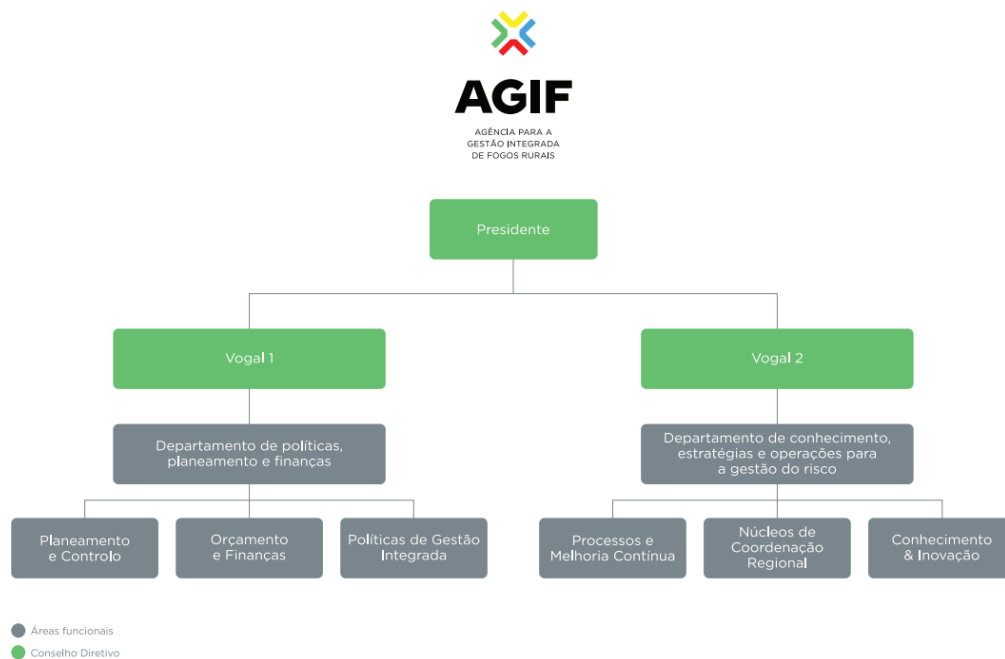 AGIF
AGÊNCIA PARA A
GESTÃO INTEGRADA
DE FOGOS RURAIS
Presidente
Vogal 1
Vogal 2
Departamento de políticas,
planeamento e finanças
Departamento de conhecimento,
estratégias e operações para
a gestão do risco
Planeamento
e Controlo
Orçamento
e Finanças
Políticas de Gestão
Integrada
Processos e
Melhoria Contínua
Núcleos de
Coordenação
Regional
Conhecimento
& Inovação
Áreas funcionais
Conselho Diretivo